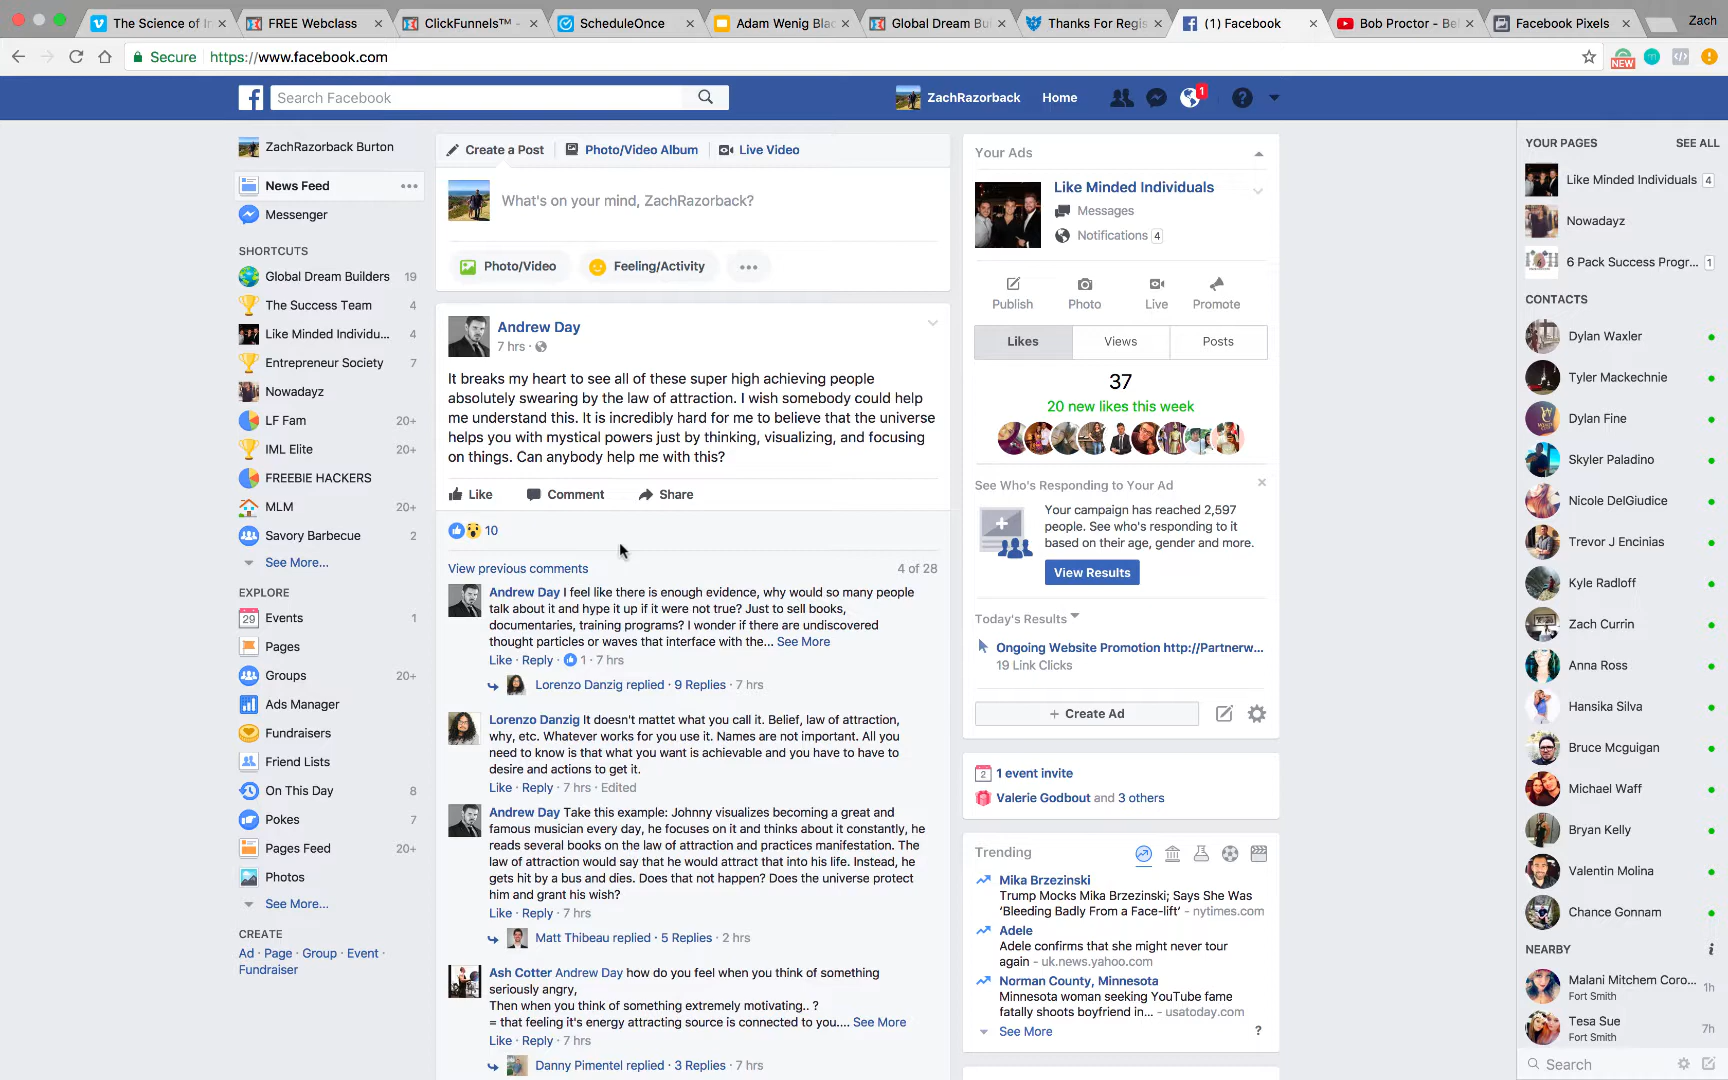 The Science of In
FREE Webclass
ClickFunnels™ -
ScheduleOnce
Adam Wenig Blac
Global Dream Bui
Thanks For Regis
(1) Facebook
Bob Proctor - Bel
Facebook Pixels
Zach
Secure
https://www.facebook.com
NEW
Search Facebook
ZachRazorback
Home
1
ZachRazorback Burton
News Feed
Messenger
SHORTCUTS
Global Dream Builders 19
The Success Team 4
Like Minded Individu... 4
Entrepreneur Society 7
Nowadayz
LF Fam 20+
IML Elite 20+
FREEBIE HACKERS
MLM 20+
Savory Barbecue 2
See More...
EXPLORE
29 Events 1
Pages
Groups 20+
Ads Manager
Fundraisers
Friend Lists
On This Day 8
Pokes 7
Pages Feed 20+
Photos
See More...
CREATE
Ad · Page · Group · Event ·
Fundraiser
Create a Post
Photo/Video Album
Live Video
What's on your mind, ZachRazorback?
Photo/Video
Feeling/Activity
Andrew Day
7 hrs ·
It breaks my heart to see all of these super high achieving people
absolutely swearing by the law of attraction. I wish somebody could help
me understand this. It is incredibly hard for me to believe that the universe
helps you with mystical powers just by thinking, visualizing, and focusing
on things. Can anybody help me with this?
Like
Comment
Share
10
View previous comments
4 of 28
Andrew Day I feel like there is enough evidence, why would so many people
talk about it and hype it up if it were not true? Just to sell books,
documentaries, training programs? I wonder if there are undiscovered
thought particles or waves that interface with the... See More
Like · Reply · 1 · 7 hrs
Lorenzo Danzig replied · 9 Replies · 7 hrs
Lorenzo Danzig It doesn't mattet what you call it. Belief, law of attraction,
why, etc. Whatever works for you use it. Names are not important. All you
need to know is that what you want is achievable and you have to have to
desire and actions to get it.
Like · Reply · 7 hrs · Edited
Andrew Day Take this example: Johnny visualizes becoming a great and
famous musician every day, he focuses on it and thinks about it constantly, he
reads several books on the law of attraction and practices manifestation. The
law of attraction would say that he would attract that into his life. Instead, he
gets hit by a bus and dies. Does that not happen? Does the universe protect
him and grant his wish?
Like · Reply · 7 hrs
Matt Thibeau replied · 5 Replies · 2 hrs
Ash Cotter Andrew Day how do you feel when you think of something
seriously angry,
Then when you think of something extremely motivating.. ?
= that feeling it's energy attracting source is connected to you.... See More
Like · Reply · 7 hrs
Danny Pimentel replied · 3 Replies · 7 hrs
Your Ads
Like Minded Individuals
Messages
Notifications 4
Publish
Photo
Live
Promote
Likes
Views
Posts
37
20 new likes this week
See Who's Responding to Your Ad
Your campaign has reached 2,597
people. See who's responding to it
based on their age, gender and more.
View Results
Today's Results
Ongoing Website Promotion http://Partnerw...
19 Link Clicks
+ Create Ad
2 1 event invite
Valerie Godbout and 3 others
Trending
Mika Brzezinski
Trump Mocks Mika Brzezinski; Says She Was
‘Bleeding Badly From a Face-lift’ - nytimes.com
Adele
Adele confirms that she might never tour
again - uk.news.yahoo.com
Norman County, Minnesota
Minnesota woman seeking YouTube fame
fatally shoots boyfriend in... - usatoday.com
See More
?
YOUR PAGES
SEE ALL
Like Minded Individuals 4
Nowadayz
6 Pack Success Progr... 1
CONTACTS
Dylan Waxler
Tyler Mackechnie
Dylan Fine
Skyler Paladino
Nicole DelGiudice
Trevor J Encinias
Kyle Radloff
Zach Currin
Anna Ross
Hansika Silva
Bruce Mcguigan
Michael Waff
Bryan Kelly
Valentin Molina
Chance Gonnam
NEARBY
Malani Mitchem Coro... 1h
Fort Smith
Tesa Sue 7h
Fort Smith
Search